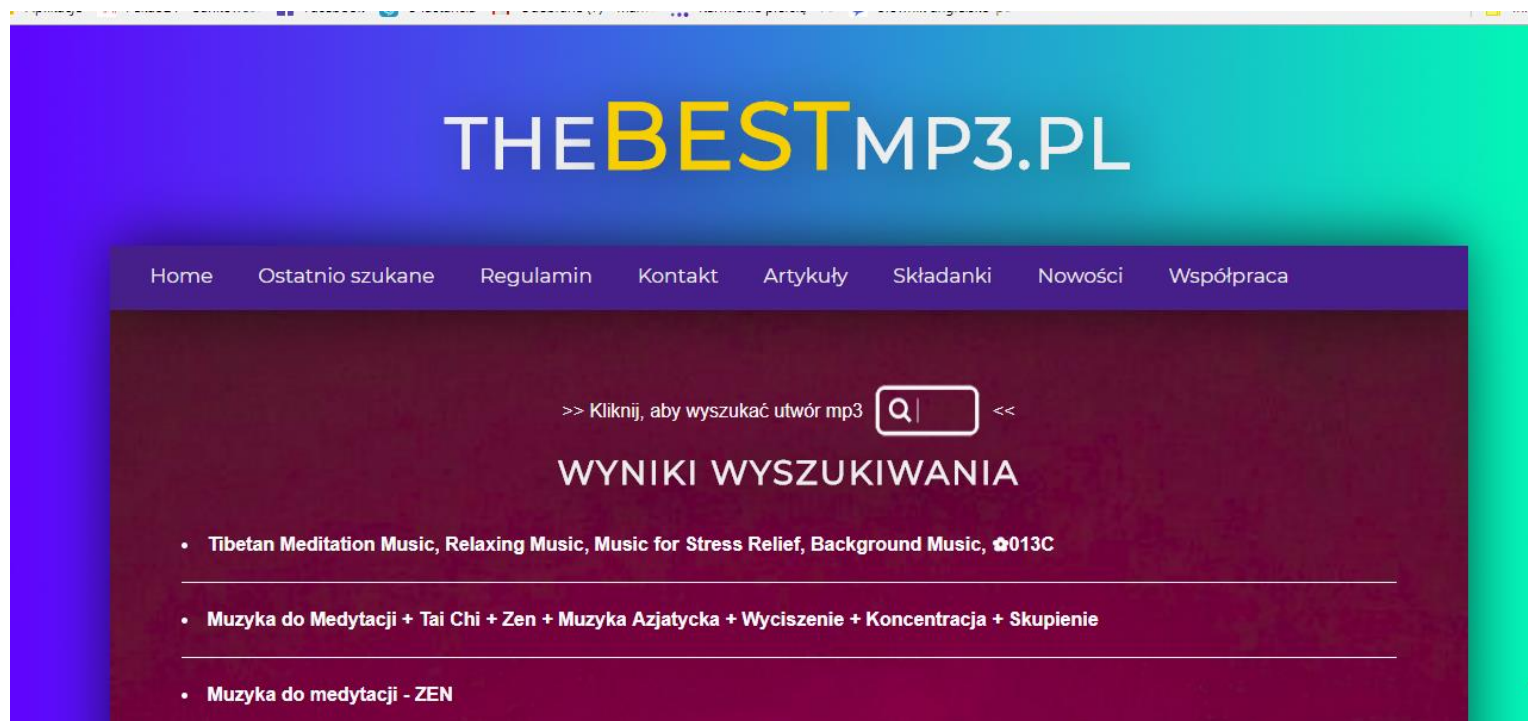 THEBESTMP3.PL
Home Ostatnio szukane Regulamin Kontakt Artykuły Składanki Nowości Współpraca
>> Kliknij, aby wyszukać utwór mp3 <<
WYNIKI WYSZUKIWANIA
• Tibetan Meditation Music, Relaxing Music, Music for Stress Relief, Background Music, ✿013C
• Muzyka do Medytacji + Tai Chi + Zen + Muzyka Azjatycka + Wyciszenie + Koncentracja + Skupienie
• Muzyka do medytacji - ZEN